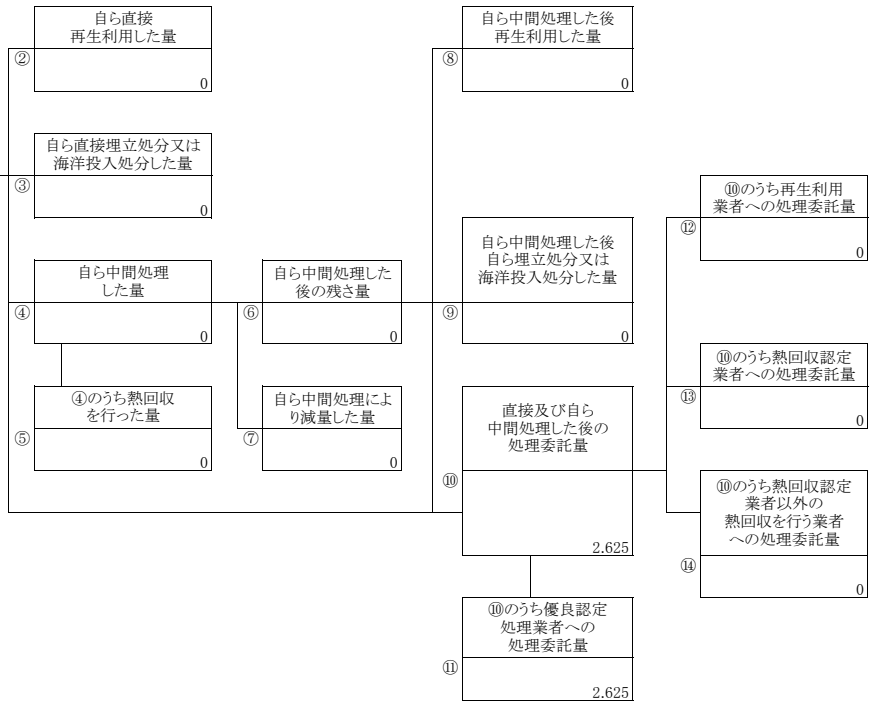 自ら直接
再生利用した量
②
0
自ら直接埋立処分又は
海洋投入処分した量
③
0
自ら中間処理
した量
④
0
④のうち熱回収
を行った量
⑤
0
自ら中間処理した
後の残さ量
⑥
0
自ら中間処理によ
り減量した量
⑦
0
自ら中間処理した後
再生利用した量
⑧
0
自ら中間処理した後
自ら埋立処分又は
海洋投入処分した量
⑨
0
直接及び自ら
中間処理した後の
処理委託量
⑩
2.625
⑩のうち優良認定
処理業者への
処理委託量
⑪
2.625
⑩のうち再生利用
業者への処理委託量
⑫
0
⑩のうち熱回収認定
業者への処理委託量
⑬
0
⑩のうち熱回収認定
業者以外の
熱回収を行う業者
への処理委託量
⑭
0